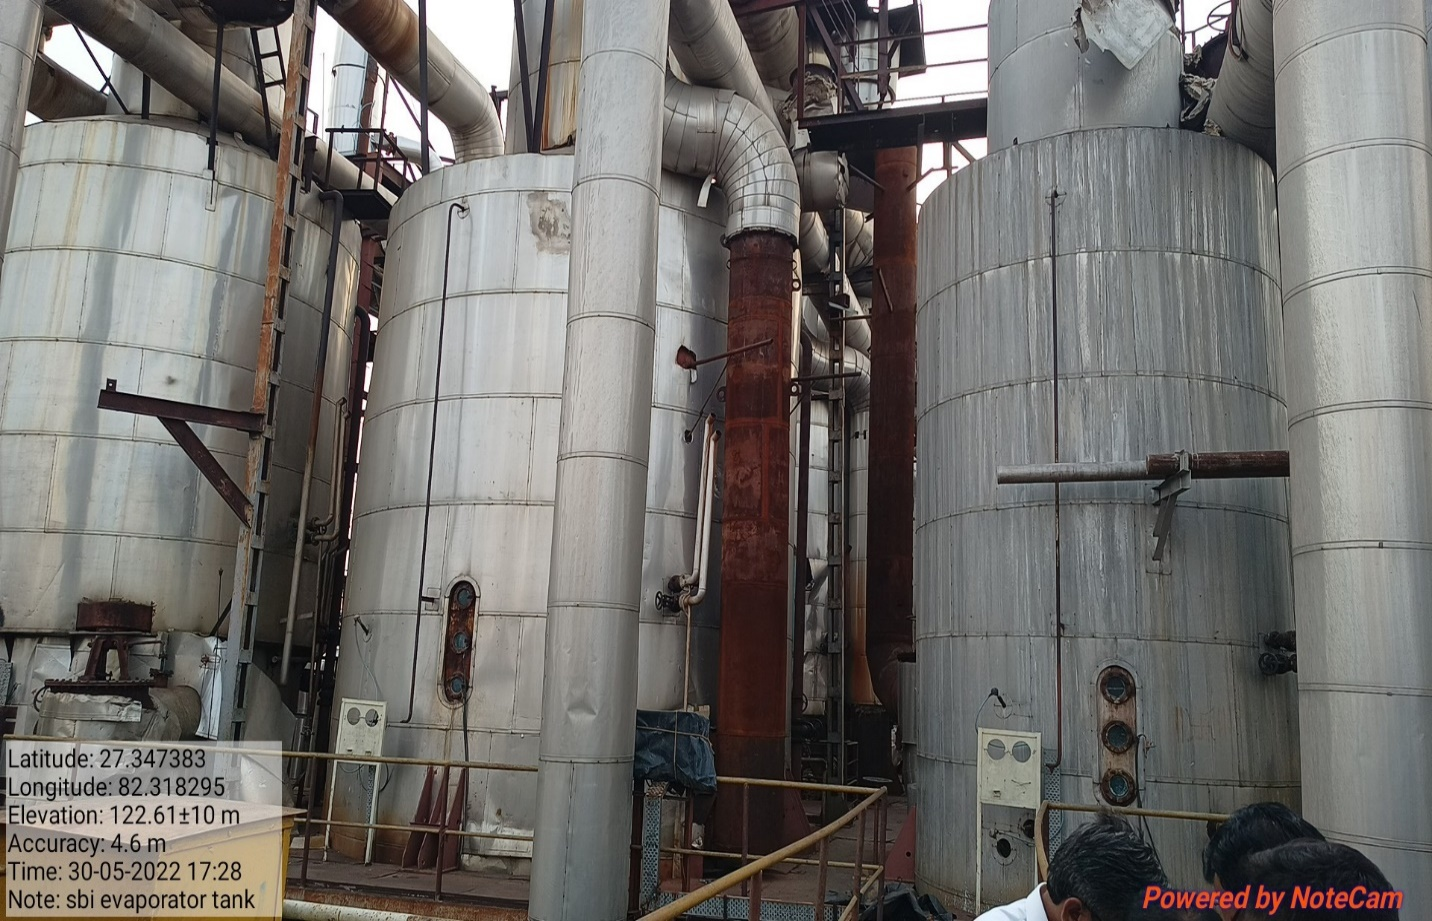 Latitude: 27.347383
Longitude: 82.318295
Elevation: 122.61±10 m
Accuracy: 4.6 m
Time: 30-05-2022 17:28
Note: sbi evaporator tank
Powered by NoteCam